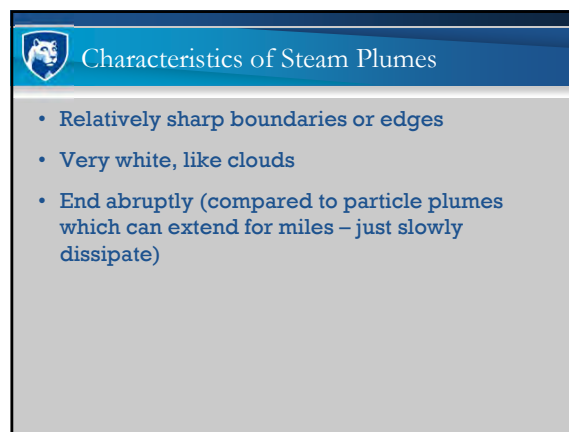 Characteristics of Steam Plumes
• Relatively sharp boundaries or edges
• Very white, like clouds
• End abruptly (compared to particle plumes
which can extend for miles – just slowly
dissipate)